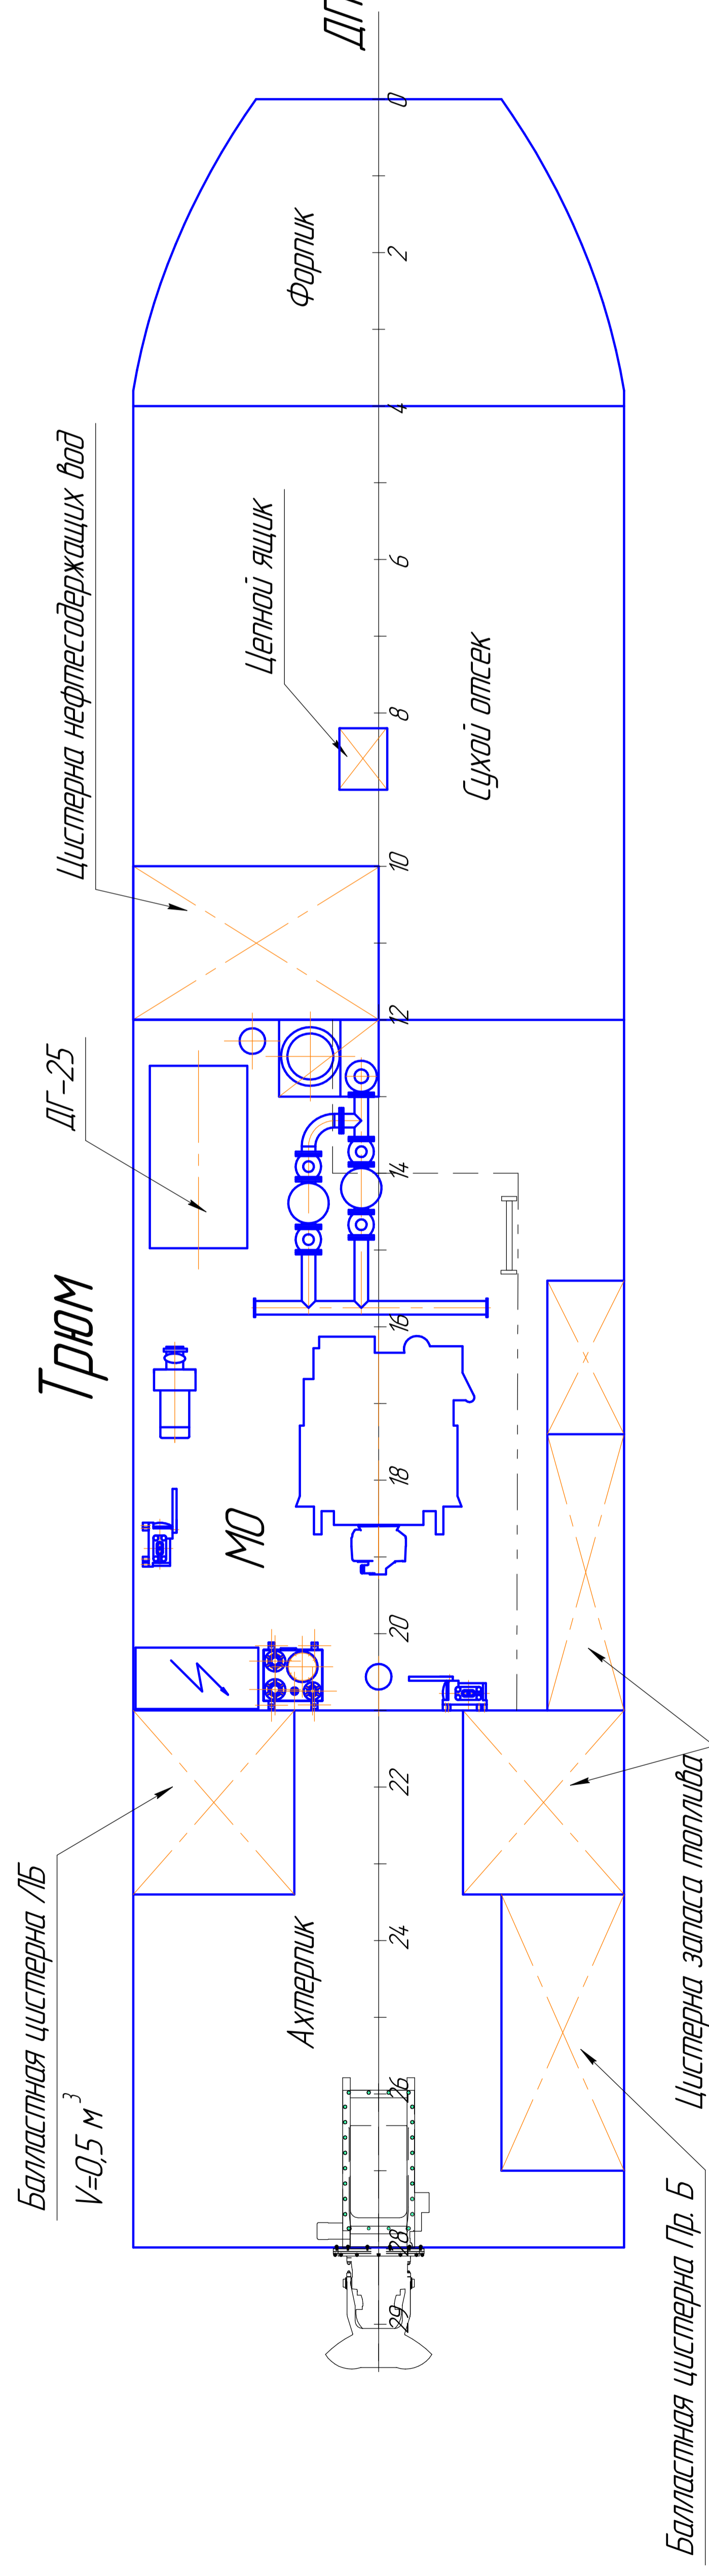 Трюм
Балластная цистерна ЛБ
V=0,5 м³
ДГ-25
Цистерна нефтесодержащих вод
МО
Ахтерпик
Цепной ящик
Форпик
Сухой отсек
29 28 26 24 22 20 18 16 14 12 10 8 6 4 2 0
Балластная цистерна Пр. Б
Цистерна запаса топлива